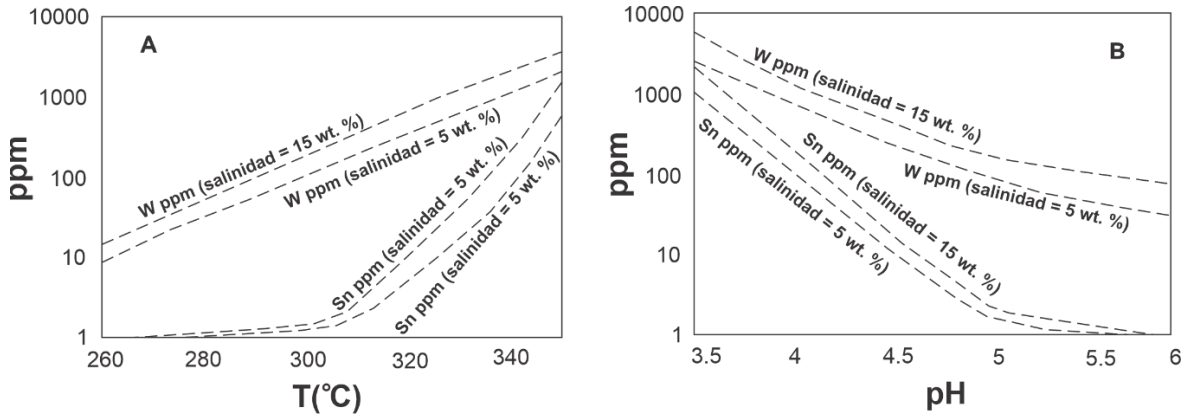 A
10000
1000
100
10
1
ppm
W ppm (salinidad = 15 wt. %)
W ppm (salinidad = 5 wt. %)
Sn ppm (salinidad = 5 wt. %)
Sn ppm (salinidad = 5 wt. %)
260
280
300
320
340
T(°C)
B
10000
1000
100
10
1
ppm
W ppm (salinidad = 15 wt. %)
W ppm (salinidad = 5 wt. %)
Sn ppm (salinidad = 15 wt. %)
Sn ppm (salinidad = 5 wt. %)
3.5
4
4.5
5
5.5
6
pH